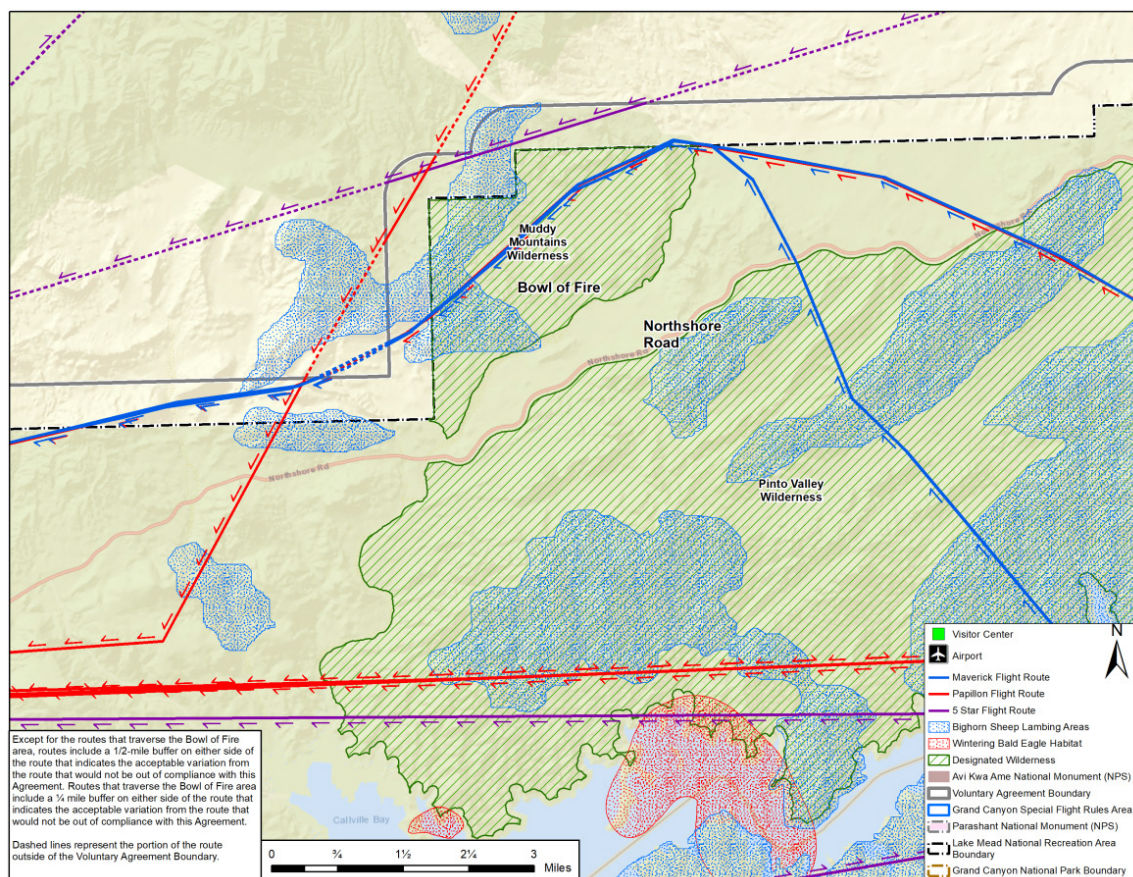 Muddy
Mountains
Wilderness
Bowl of Fire
Northshore
Road
Northshore Rd
Northshore Rd
Northshore Rd
Pinto Valley
Wilderness
Callville Bay
Except for the routes that traverse the Bowl of Fire
area, routes include a 1/2-mile buffer on either side of
the route that indicates the acceptable variation from
the route that would not be out of compliance with this
Agreement. Routes that traverse the Bowl of Fire area
include a ¼ mile buffer on either side of the route that
indicates the acceptable variation from the route that
would not be out of compliance with this Agreement.
Dashed lines represent the portion of the route
outside of the Voluntary Agreement Boundary.
0 ¾ 1½ 2¼ 3
Miles
N
Visitor Center
Airport
Maverick Flight Route
Papillon Flight Route
5 Star Flight Route
Bighorn Sheep Lambing Areas
Wintering Bald Eagle Habitat
Designated Wilderness
Avi Kwa Ame National Monument (NPS)
Voluntary Agreement Boundary
Grand Canyon Special Flight Rules Area
Parashant National Monument (NPS)
Lake Mead National Recreation Area
Boundary
Grand Canyon National Park Boundary